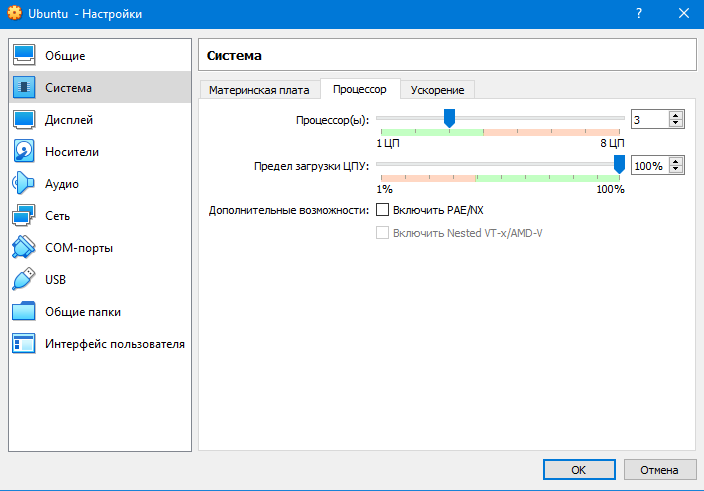 Ubuntu - Настройки
?
Общие
Система
Дисплей
Носители
Аудио
Сеть
COM-порты
USB
Общие папки
Интерфейс пользователя
Система
Материнская плата Процессор Ускорение
Процессор(ы): 3
1 ЦП 8 ЦП
Предел загрузки ЦПУ: 100%
1% 100%
Дополнительные возможности: Включить PAE/NX
Включить Nested VT-x/AMD-V
OK Отмена